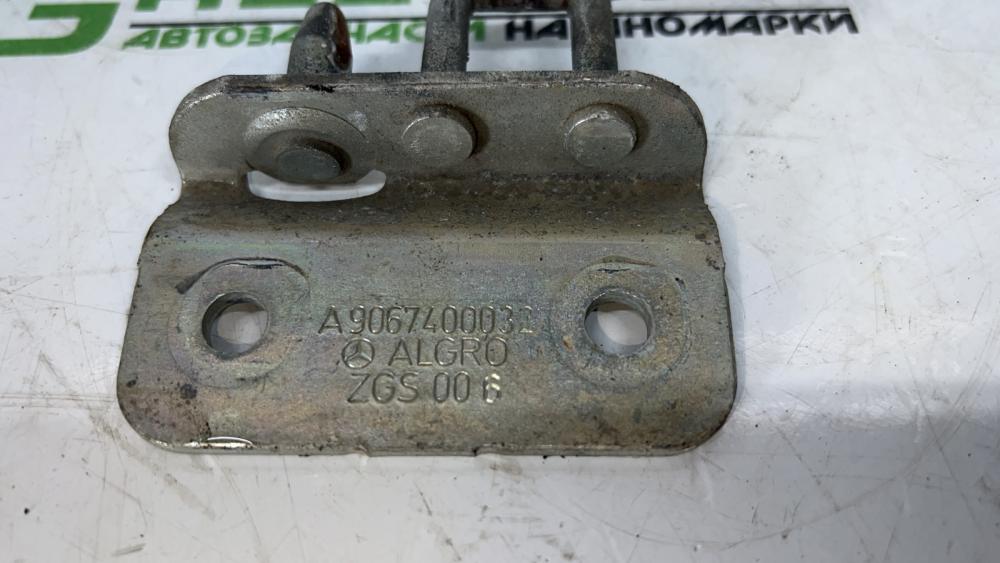 АВТОЗАПЧАСТИ НА ИНОМАРКИ
A9067400032
ALGRO
ZGS 00 6